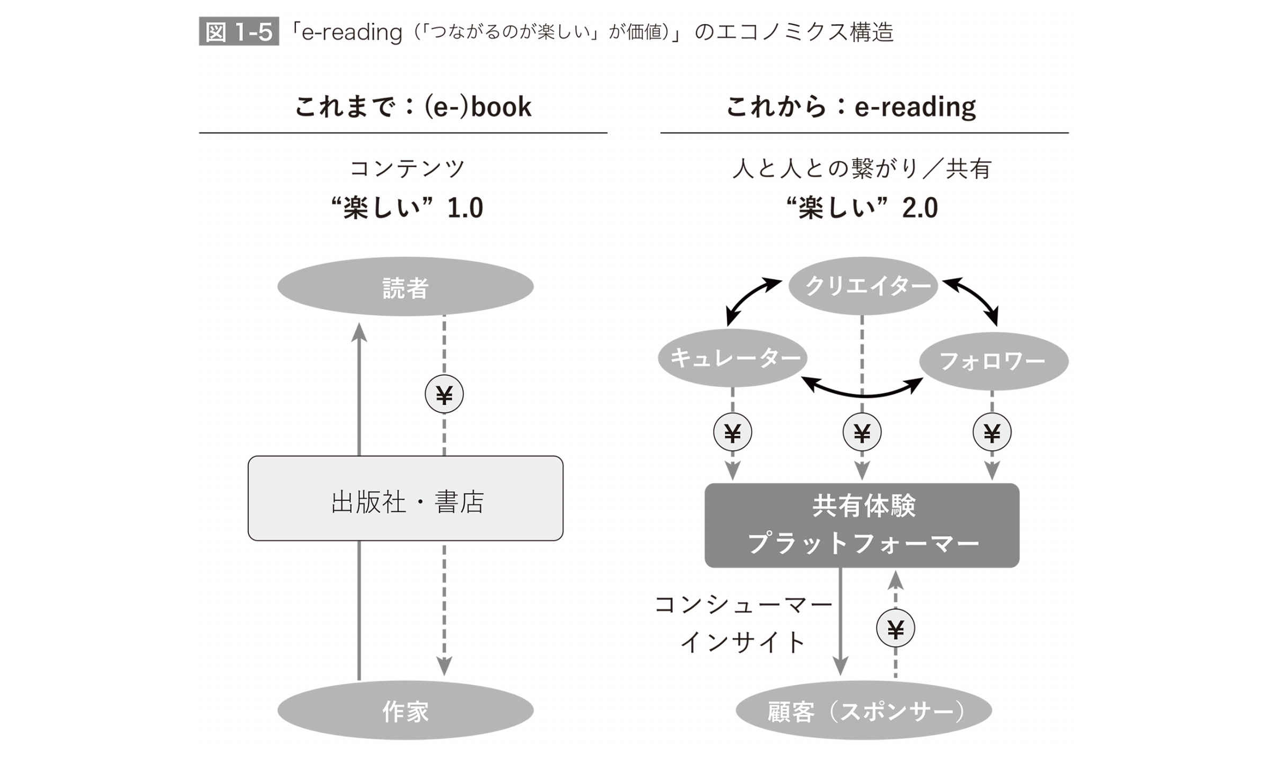 図 1-5 「e-reading（「つながるのが楽しい」が価値）」のエコノミクス構造
これまで：(e-)book
コンテンツ
“楽しい” 1.0
読者
¥
出版社・書店
作家
これから：e-reading
人と人との繋がり／共有
“楽しい” 2.0
クリエイター
キュレーター
フォロワー
¥ ¥ ¥
共有体験
プラットフォーマー
コンシューマー
インサイト
¥
顧客（スポンサー）